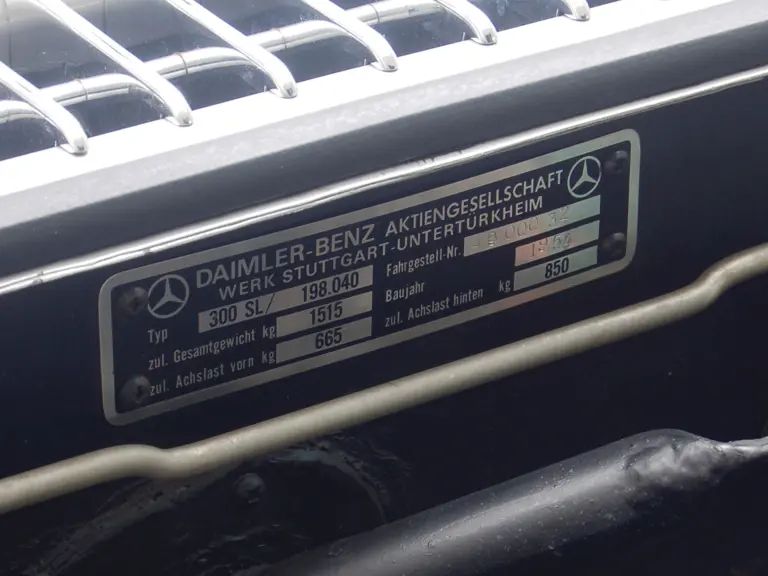 DAIMLER-BENZ AKTIENGESELLSCHAFT
WERK STUTTGART-UNTERTÜRKHEIM
Typ 300 SL/ 198.040 Fahrgestell-Nr.
zul. Gesamtgewicht kg 1515 Baujahr 1954
zul. Achslast vorn kg 665 zul. Achslast hinten kg 850